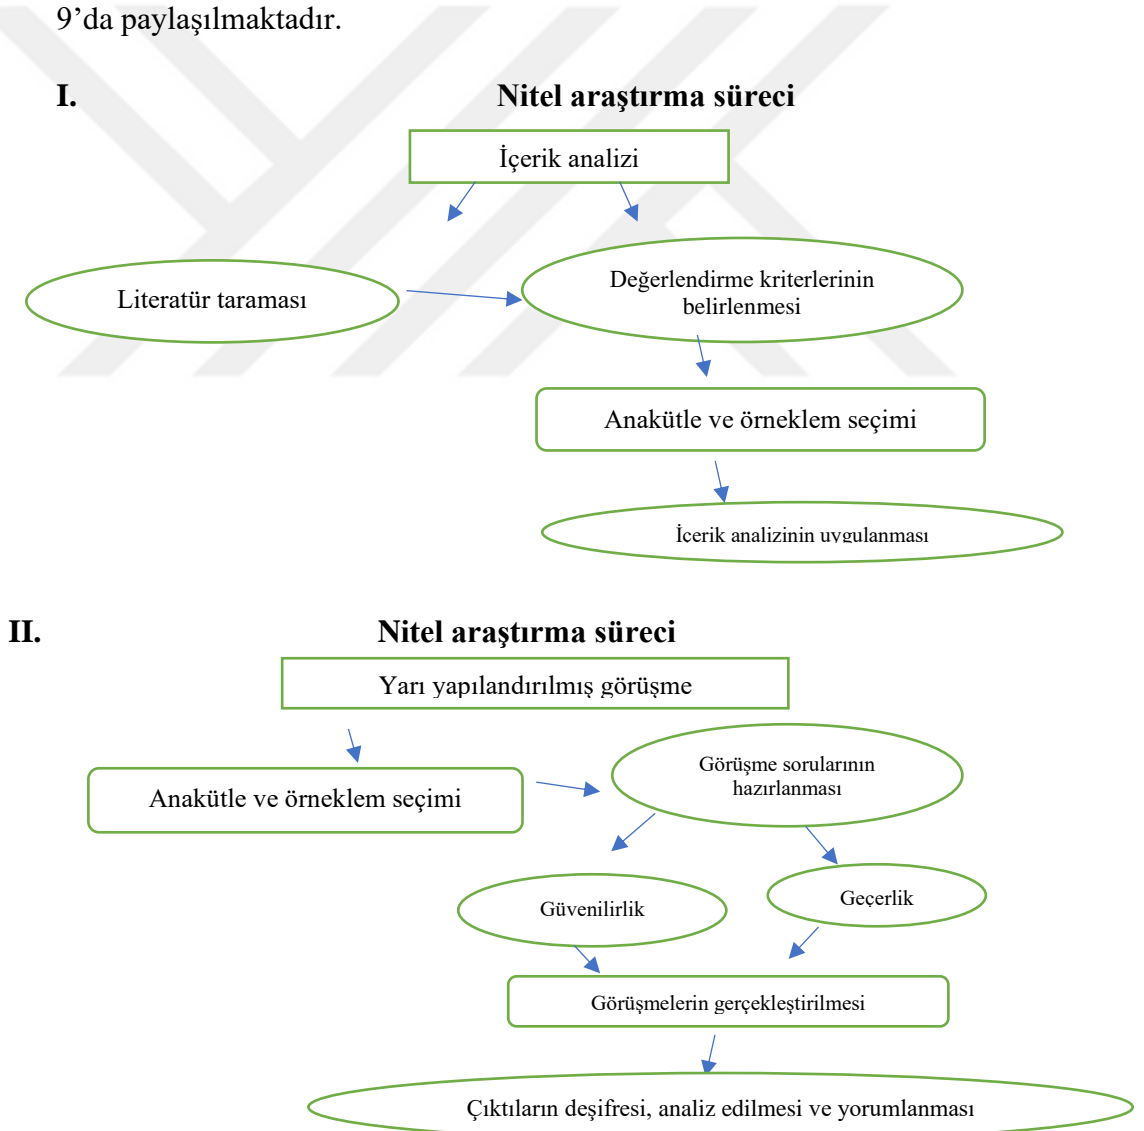 9’da paylaşılmaktadır.
I. Nitel araştırma süreci
İçerik analizi
Literatür taraması
Değerlendirme kriterlerinin
belirlenmesi
Anakütle ve örneklem seçimi
İçerik analizinin uygulanması
II. Nitel araştırma süreci
Yarı yapılandırılmış görüşme
Anakütle ve örneklem seçimi
Görüşme sorularının
hazırlanması
Güvenilirlik
Geçerlik
Görüşmelerin gerçekleştirilmesi
Çıktıların deşifresi, analiz edilmesi ve yorumlanması